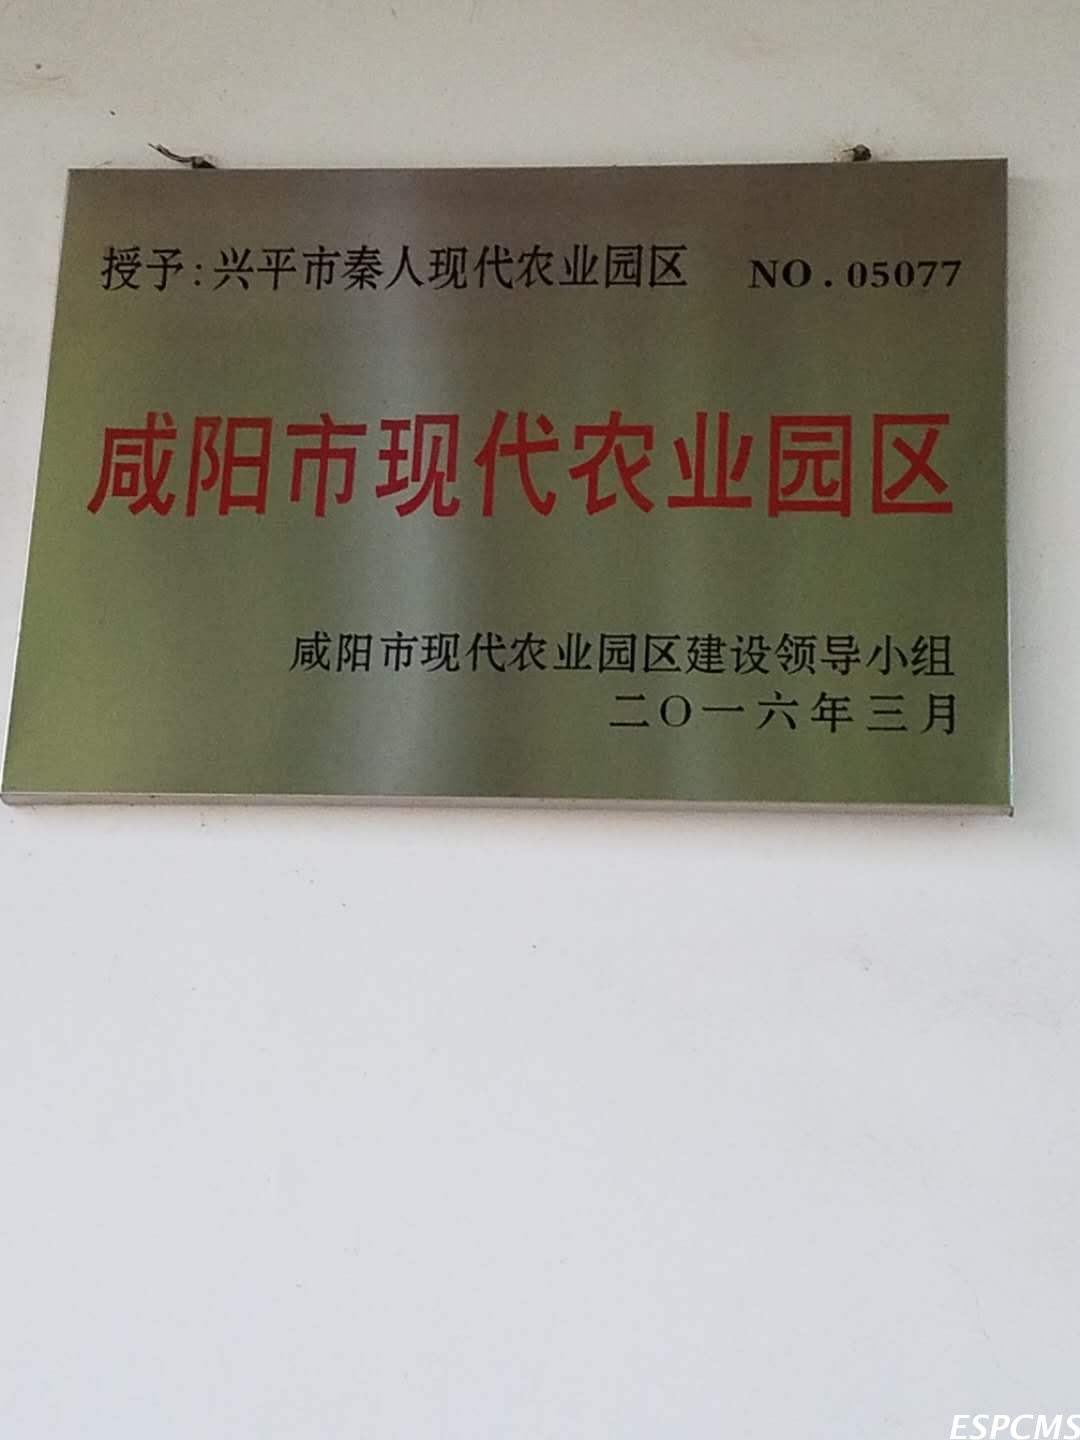 授予:兴平市秦人现代农业园区 NO.05077
咸阳市现代农业园区
咸阳市现代农业园区建设领导小组
二〇一六年三月
ESPCMS